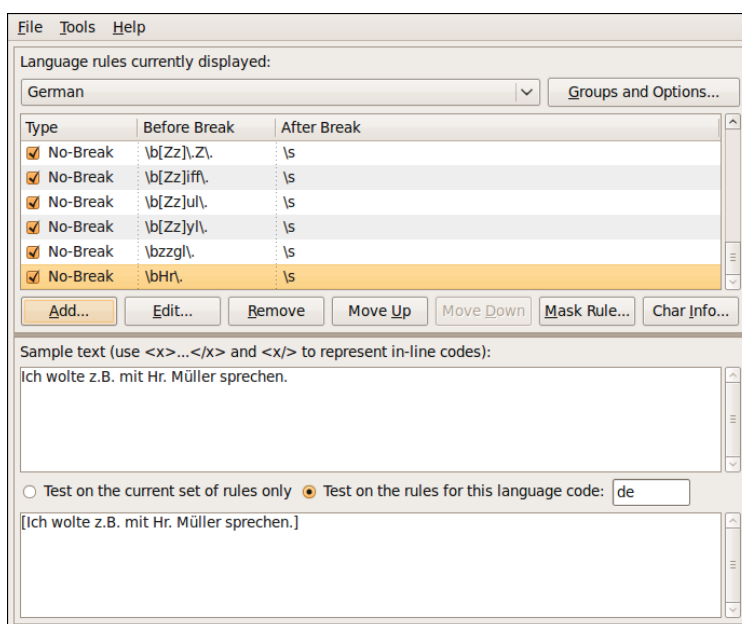 File Tools Help
Language rules currently displayed:
German Groups and Options...
Type Before Break After Break
No-Break \b[Zz]\.Z\. \s
No-Break \b[Zz]iff\. \s
No-Break \b[Zz]ul\. \s
No-Break \b[Zz]yl\. \s
No-Break \bzzgl\. \s
No-Break \bHr\. \s
Add... Edit... Remove Move Up Move Down Mask Rule... Char Info...
Sample text (use <x>...</x> and <x/> to represent in-line codes):
Ich wolte z.B. mit Hr. Müller sprechen.
Test on the current set of rules only Test on the rules for this language code: de
[Ich wolte z.B. mit Hr. Müller sprechen.]